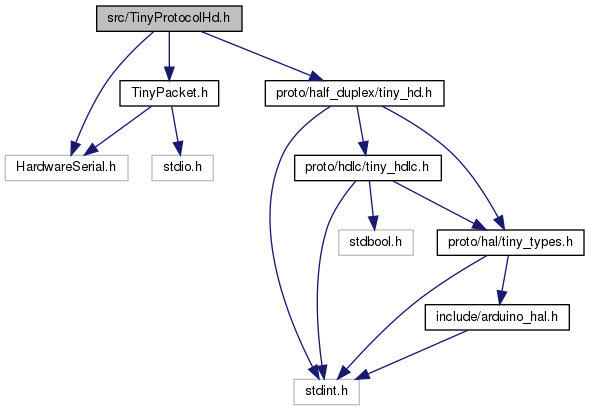 src/TinyProtocolHd.h
TinyPacket.h
proto/half_duplex/tiny_hd.h
HardwareSerial.h
stdio.h
proto/hdlc/tiny_hdlc.h
stdbool.h
proto/hal/tiny_types.h
include/arduino_hal.h
stdint.h